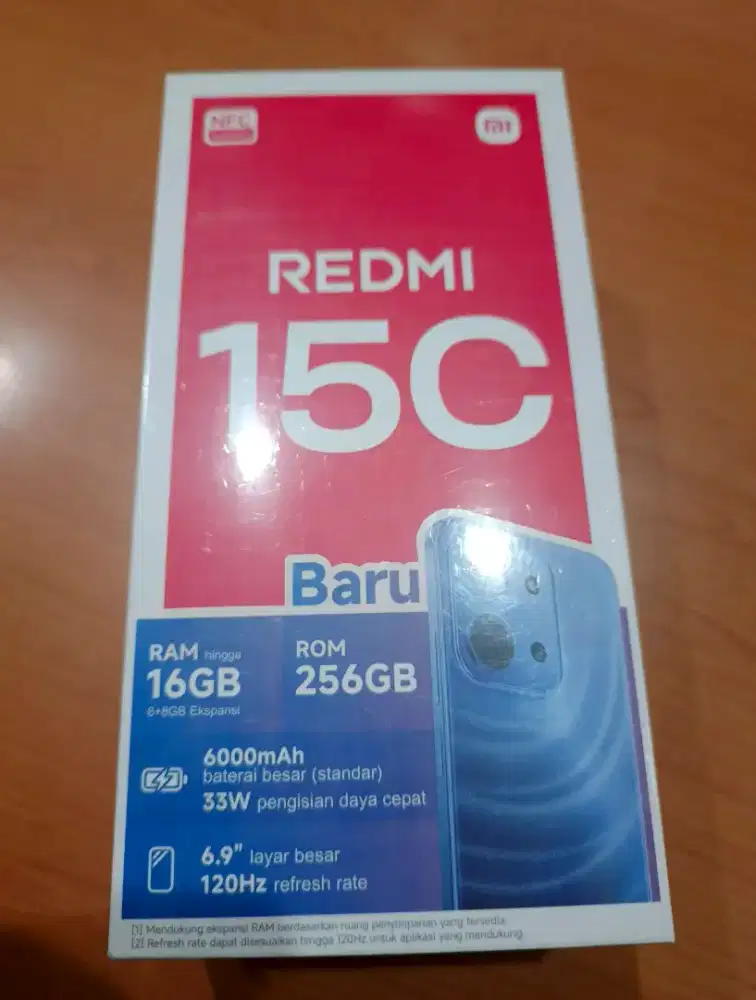 NFC
mi
REDMI
15C
Baru
RAM hingga
16GB
8+8GB Ekspansi
ROM
256GB
6000mAh
baterai besar (standar)
33W pengisian daya cepat
6.9" layar besar
120Hz refresh rate
[1] Mendukung ekspansi RAM berdasarkan ruang penyimpanan yang tersedia.
[2] Refresh rate dapat disesuaikan hingga 120Hz untuk aplikasi yang mendukung.